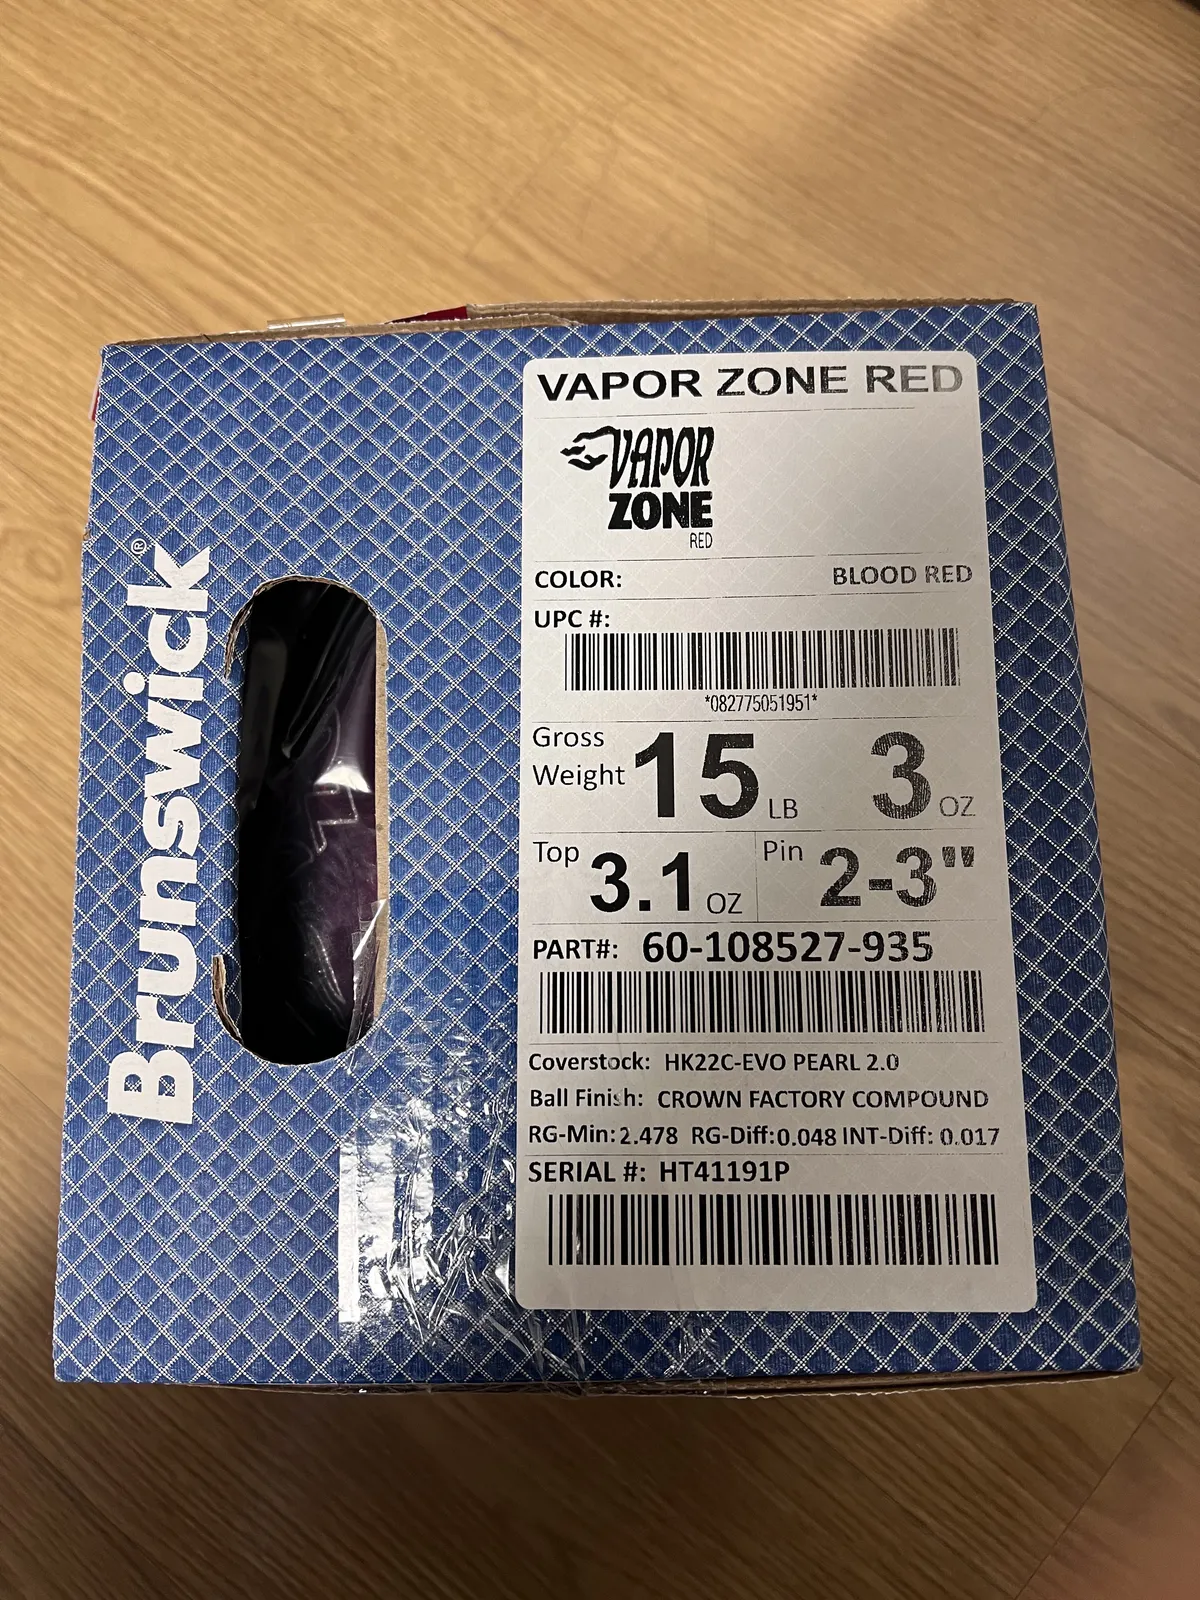 Brunswick®
VAPOR ZONE RED
VAPOR
ZONE
RED
COLOR: BLOOD RED
UPC #:
*082775051951*
Gross Weight 15 LB 3 OZ
Top 3.1 OZ Pin 2-3"
PART#: 60-108527-935
Coverstock: HK22C-EVO PEARL 2.0
Ball Finish: CROWN FACTORY COMPOUND
RG-Min: 2.478 RG-Diff: 0.048 INT-Diff: 0.017
SERIAL #: HT41191P